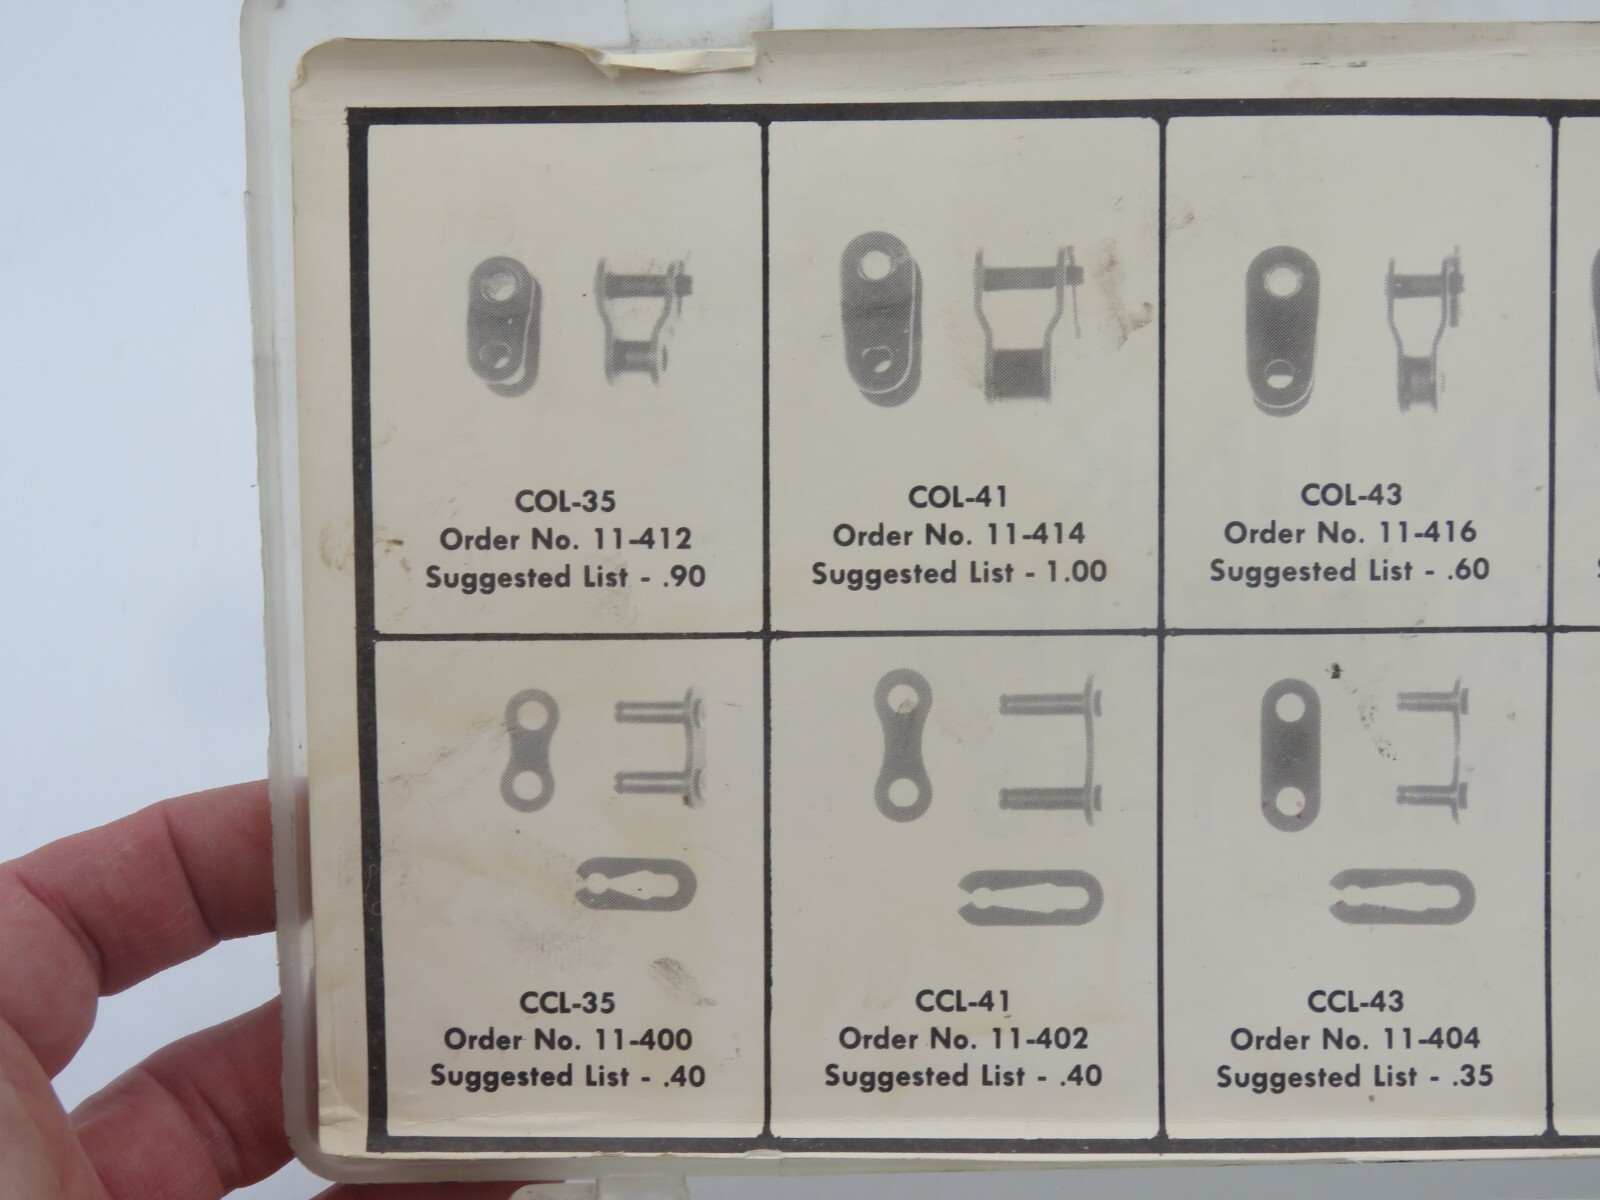 COL-35
Order No. 11-412
Suggested List - .90
COL-41
Order No. 11-414
Suggested List - 1.00
COL-43
Order No. 11-416
Suggested List - .60
CCL-35
Order No. 11-400
Suggested List - .40
CCL-41
Order No. 11-402
Suggested List - .40
CCL-43
Order No. 11-404
Suggested List - .35